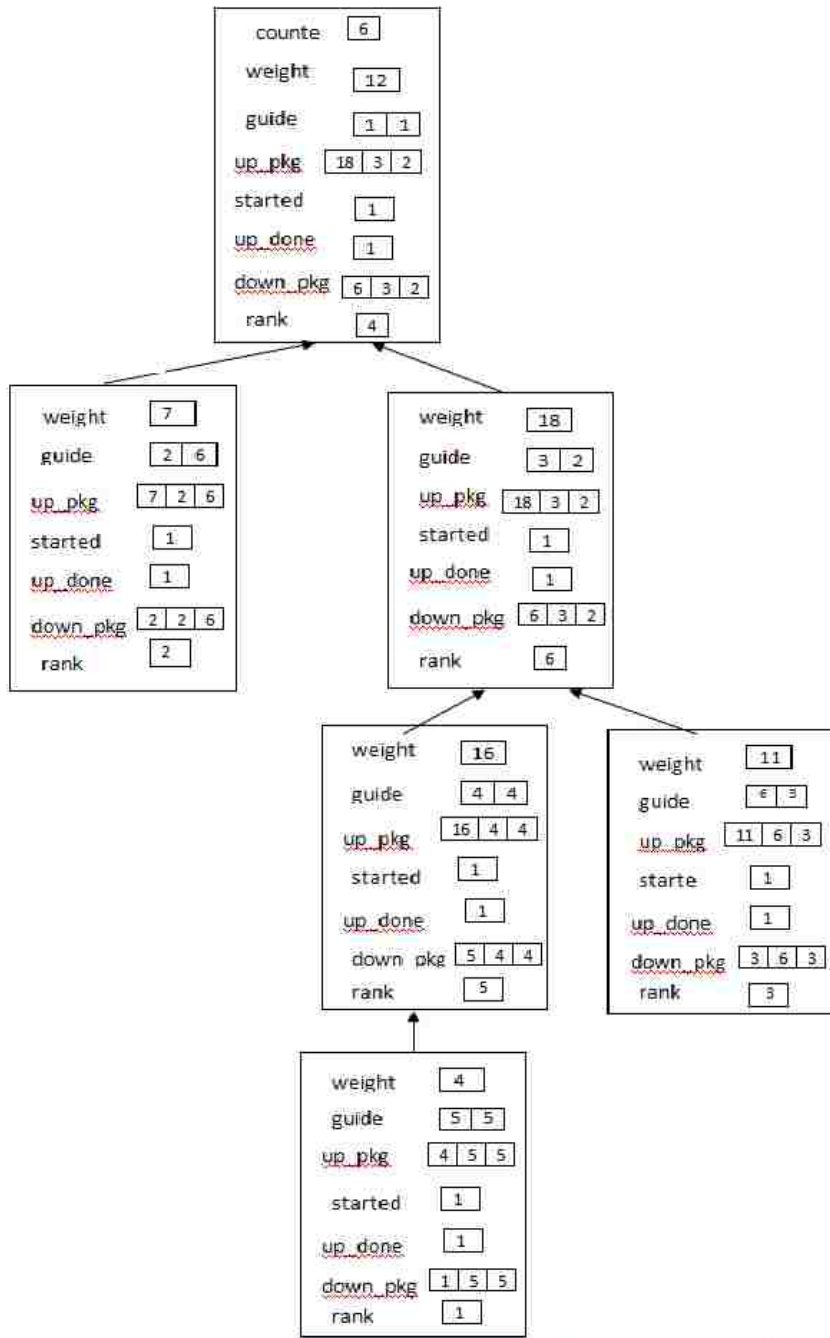 counte 6
weight 12
guide 1 1
up_pkg 18 3 2
started 1
up_done 1
down_pkg 6 3 2
rank 4
weight 7
guide 2 6
up_pkg 7 2 6
started 1
up_done 1
down_pkg 2 2 6
rank 2
weight 18
guide 3 2
up_pkg 18 3 2
started 1
up_done 1
down_pkg 6 3 2
rank 6
weight 16
guide 4 4
up_pkg 16 4 4
started 1
up_done 1
down_pkg 5 4 4
rank 5
weight 11
guide 6 3
up_pkg 11 6 3
starte 1
up_done 1
down_pkg 3 6 3
rank 3
weight 4
guide 5 5
up_pkg 4 5 5
started 1
up_done 1
down_pkg 1 5 5
rank 1